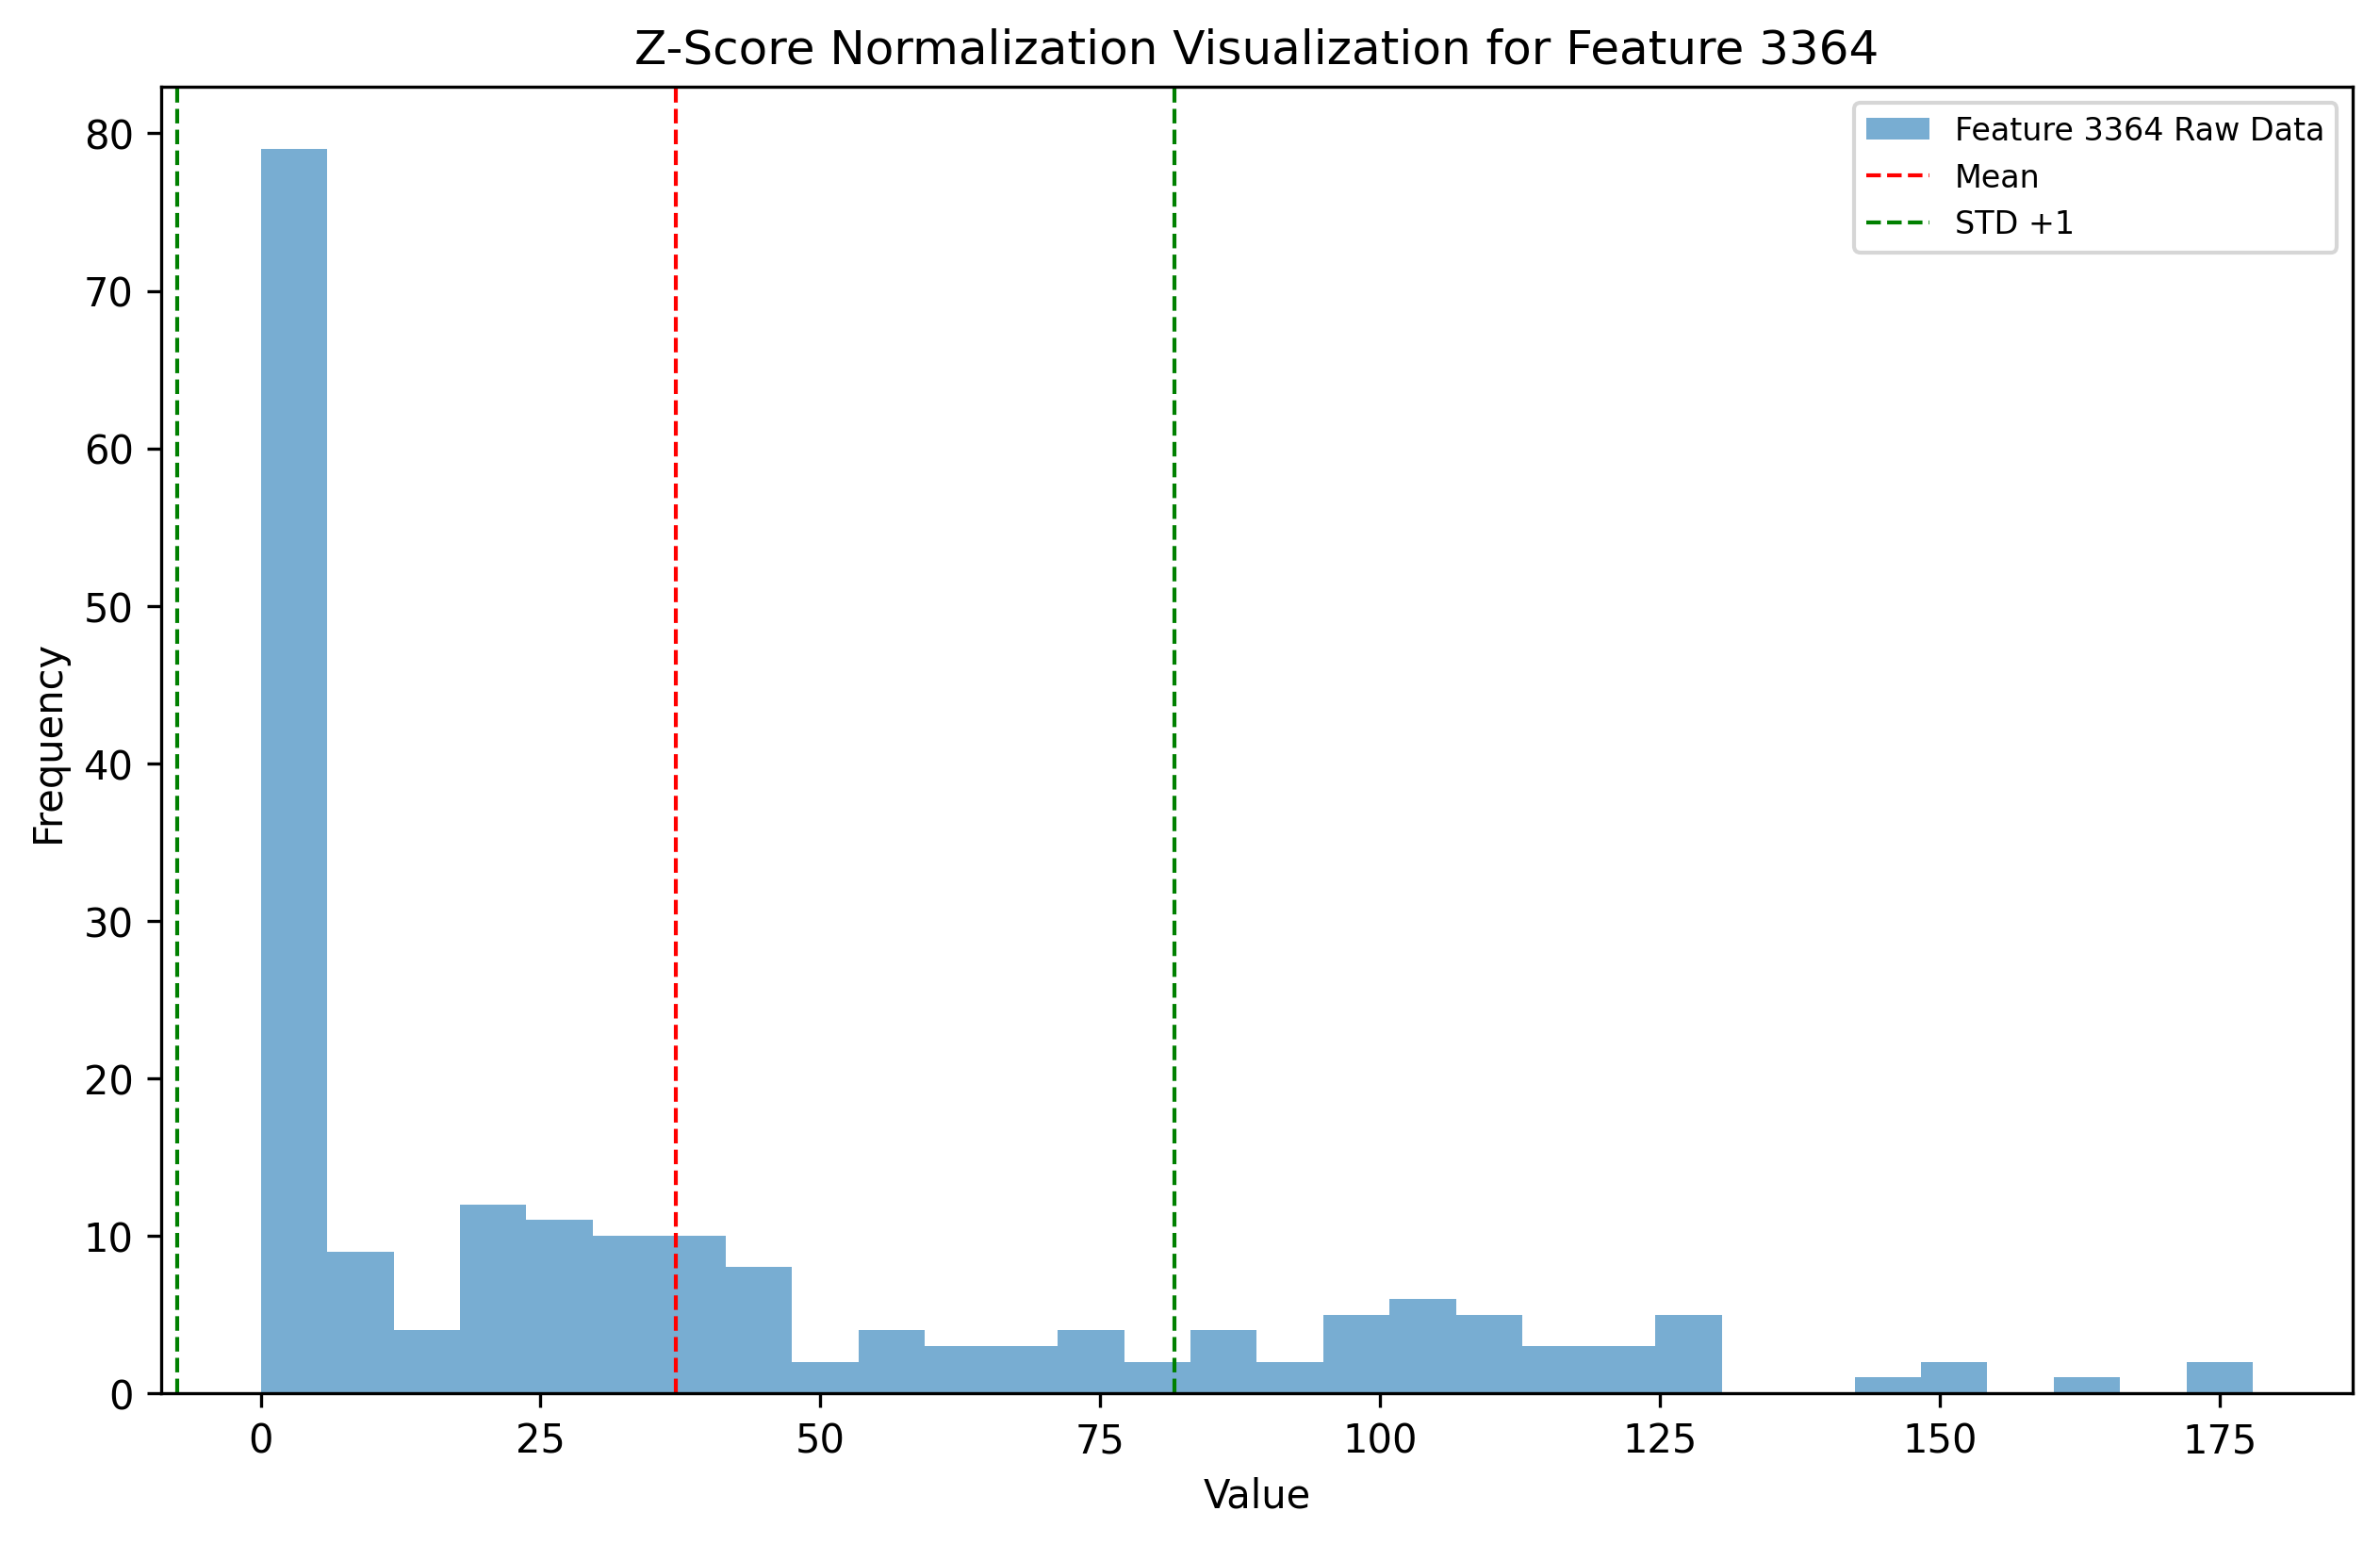 Z-Score Normalization Visualization for Feature 3364
Feature 3364 Raw Data
Mean
STD +1
80
70
60
50
40
30
20
10
0
Frequency
0 25 50 75 100 125 150 175
Value